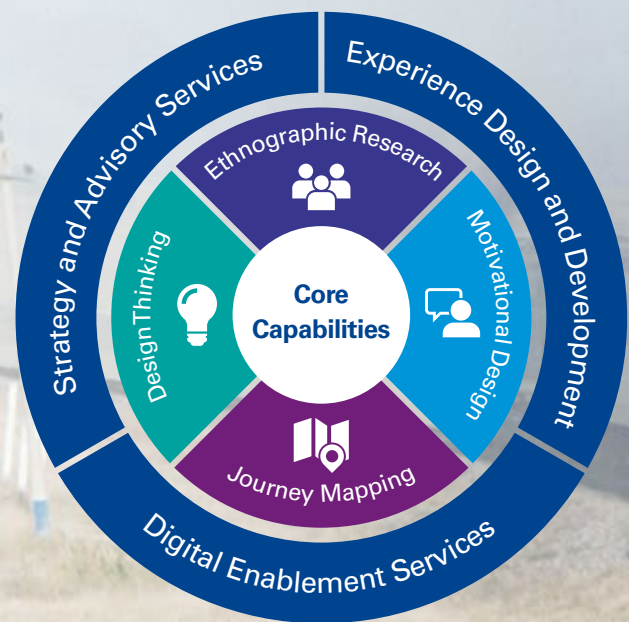 Strategy and Advisory Services
Experience Design and Development
Ethnographic Research
Design Thinking
Motivational Design
Core
Capabilities
Journey Mapping
Digital Enablement Services